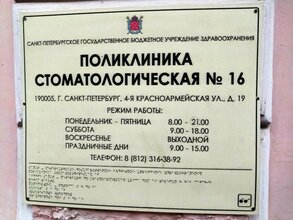 САНКТ-ПЕТЕРБУРГСКОЕ ГОСУДАРСТВЕННОЕ БЮДЖЕТНОЕ УЧРЕЖДЕНИЕ ЗДРАВООХРАНЕНИЯ
ПОЛИКЛИНИКА
СТОМАТОЛОГИЧЕСКАЯ № 16
190005, Г. САНКТ-ПЕТЕРБУРГ, 4-Я КРАСНОАРМЕЙСКАЯ УЛ., Д. 19
РЕЖИМ РАБОТЫ:
ПОНЕДЕЛЬНИК - ПЯТНИЦА 8.00 - 21.00
СУББОТА 9.00 - 18.00
ВОСКРЕСЕНЬЕ ВЫХОДНОЙ
ПРАЗДНИЧНЫЕ ДНИ 9.00 - 15.00
ТЕЛЕФОН: 8 (812) 316-38-92